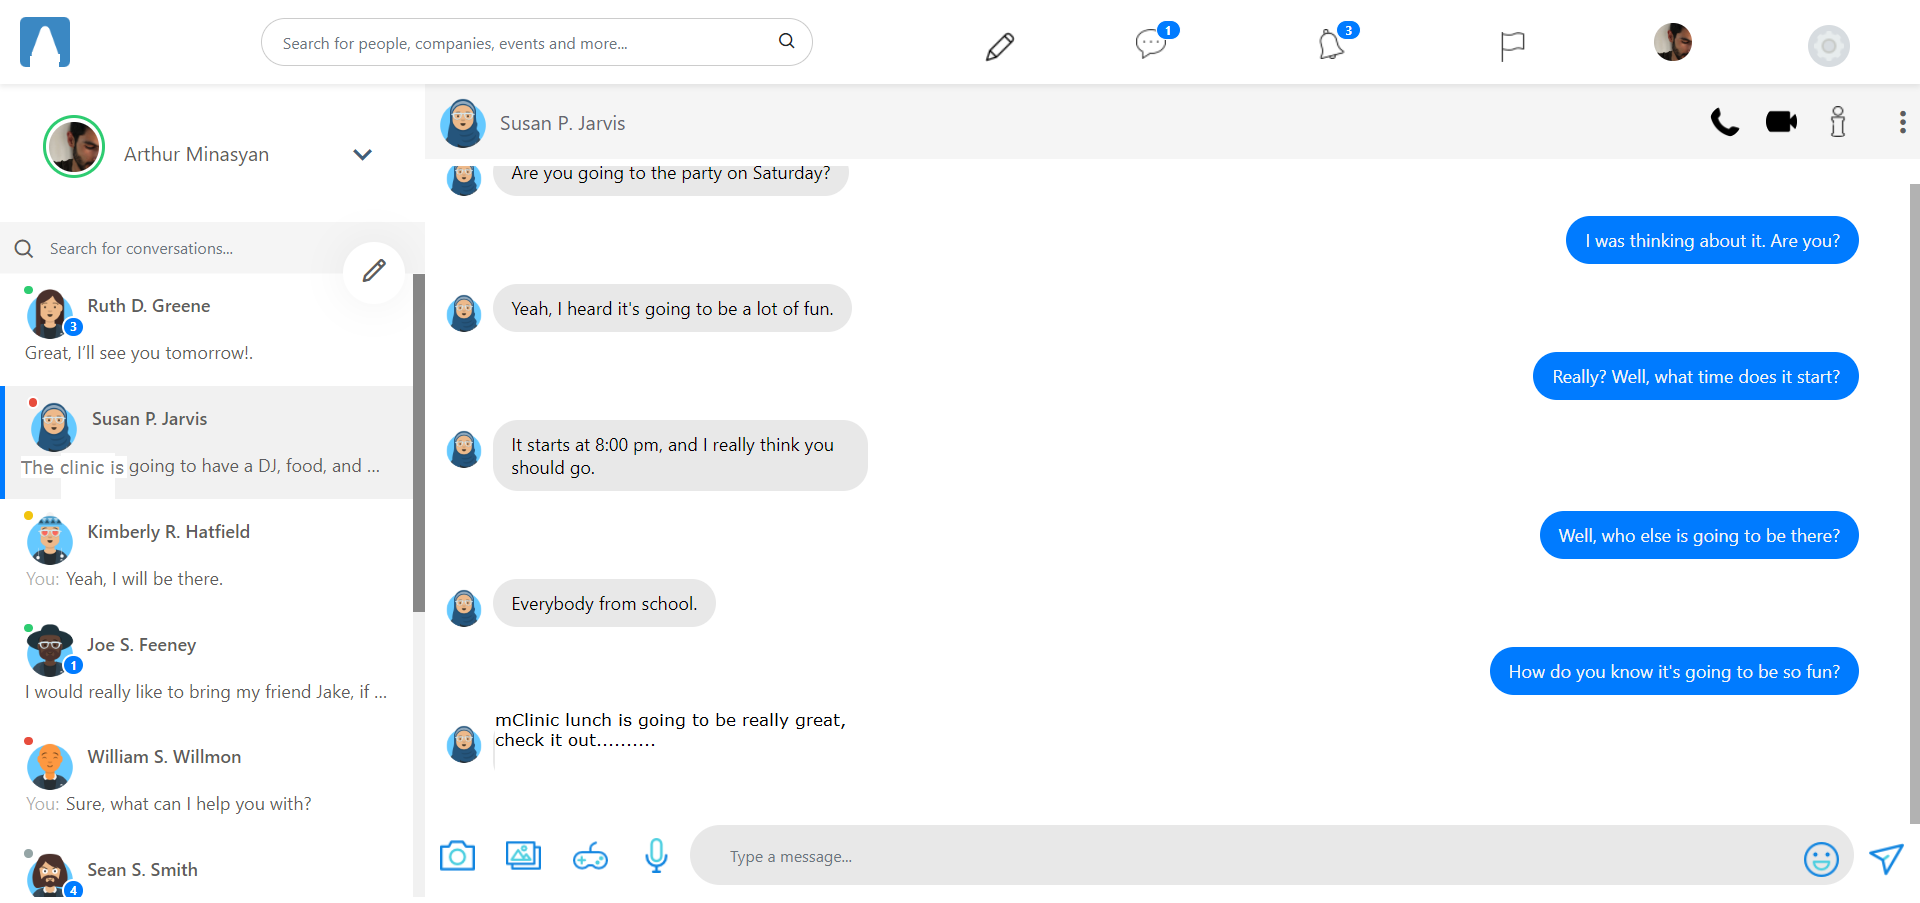 Search for people, companies, events and more...
1
3
Arthur Minasyan
Search for conversations...
Ruth D. Greene
3
Great, I'll see you tomorrow!.
Susan P. Jarvis
The clinic is going to have a DJ, food, and ...
Kimberly R. Hatfield
You: Yeah, I will be there.
Joe S. Feeney
1
I would really like to bring my friend Jake, if ...
William S. Willmon
You: Sure, what can I help you with?
Sean S. Smith
4
Susan P. Jarvis
Are you going to the party on Saturday?
I was thinking about it. Are you?
Yeah, I heard it's going to be a lot of fun.
Really? Well, what time does it start?
It starts at 8:00 pm, and I really think you
should go.
Well, who else is going to be there?
Everybody from school.
How do you know it's going to be so fun?
mClinic lunch is going to be really great,
check it out..........
Type a message...